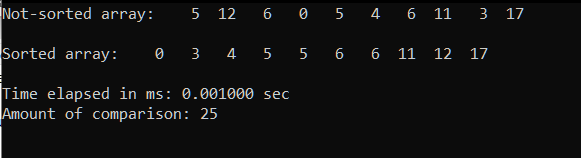 Not-sorted array:    5  12   6   0   5   4   6  11   3  17
Sorted array:    0   3   4   5   5   6   6  11  12  17
Time elapsed in ms: 0.001000 sec
Amount of comparison: 25